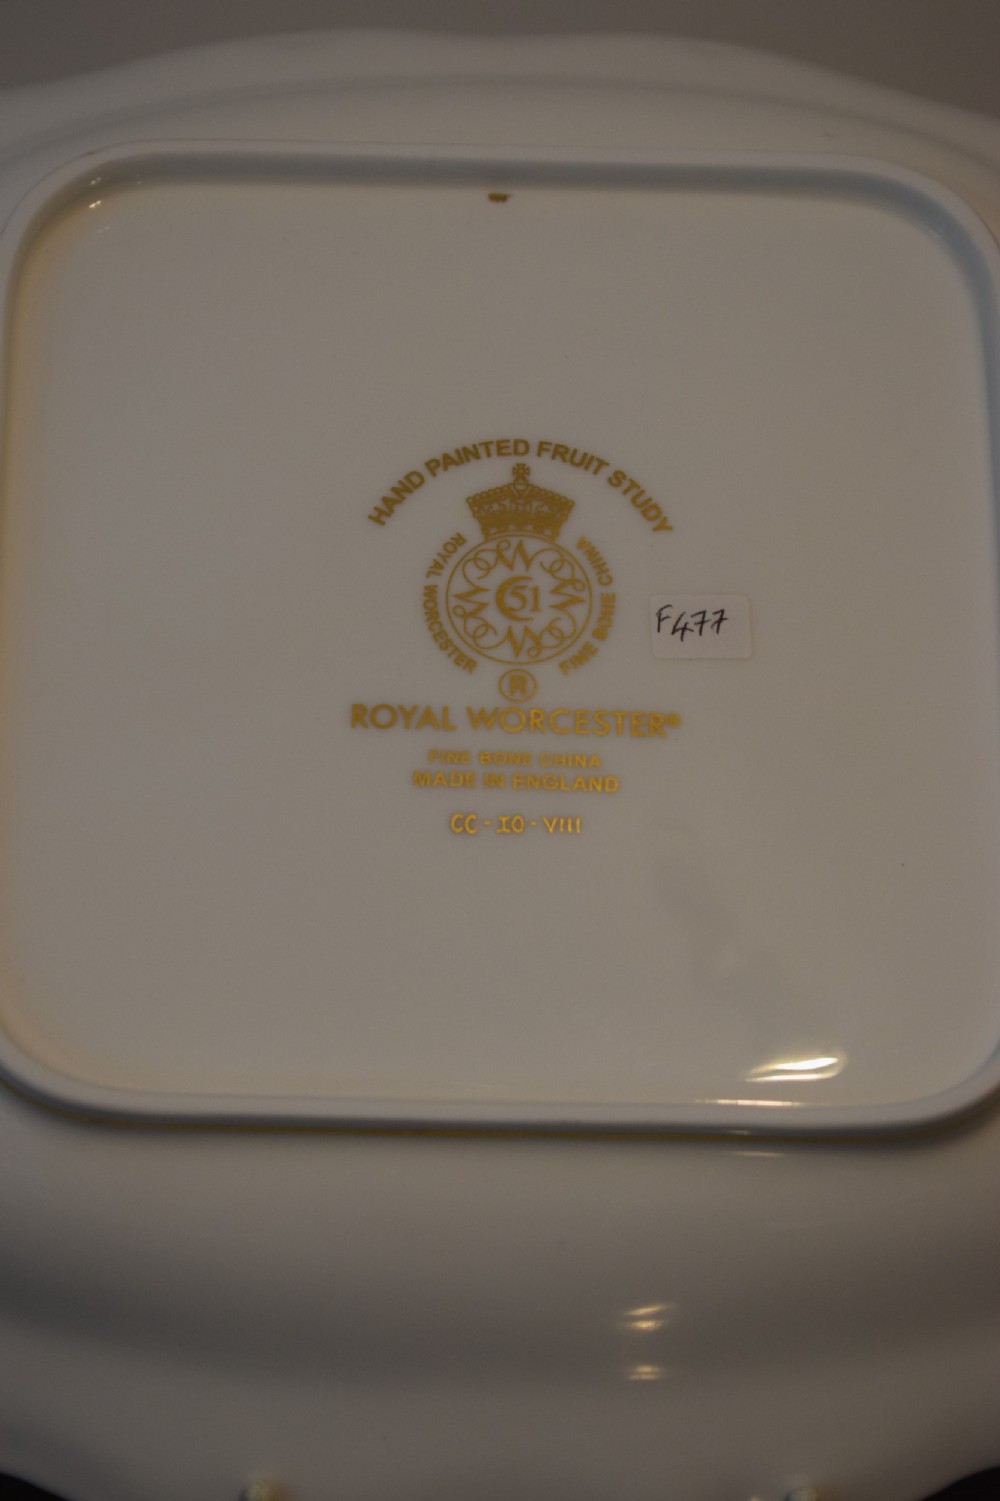 HAND PAINTED FRUIT STUDY
ROYAL WORCESTER
FINE BONE CHINA
51
R
ROYAL WORCESTER®
FINE BONE CHINA
MADE IN ENGLAND
CC-IO-VIII
F477